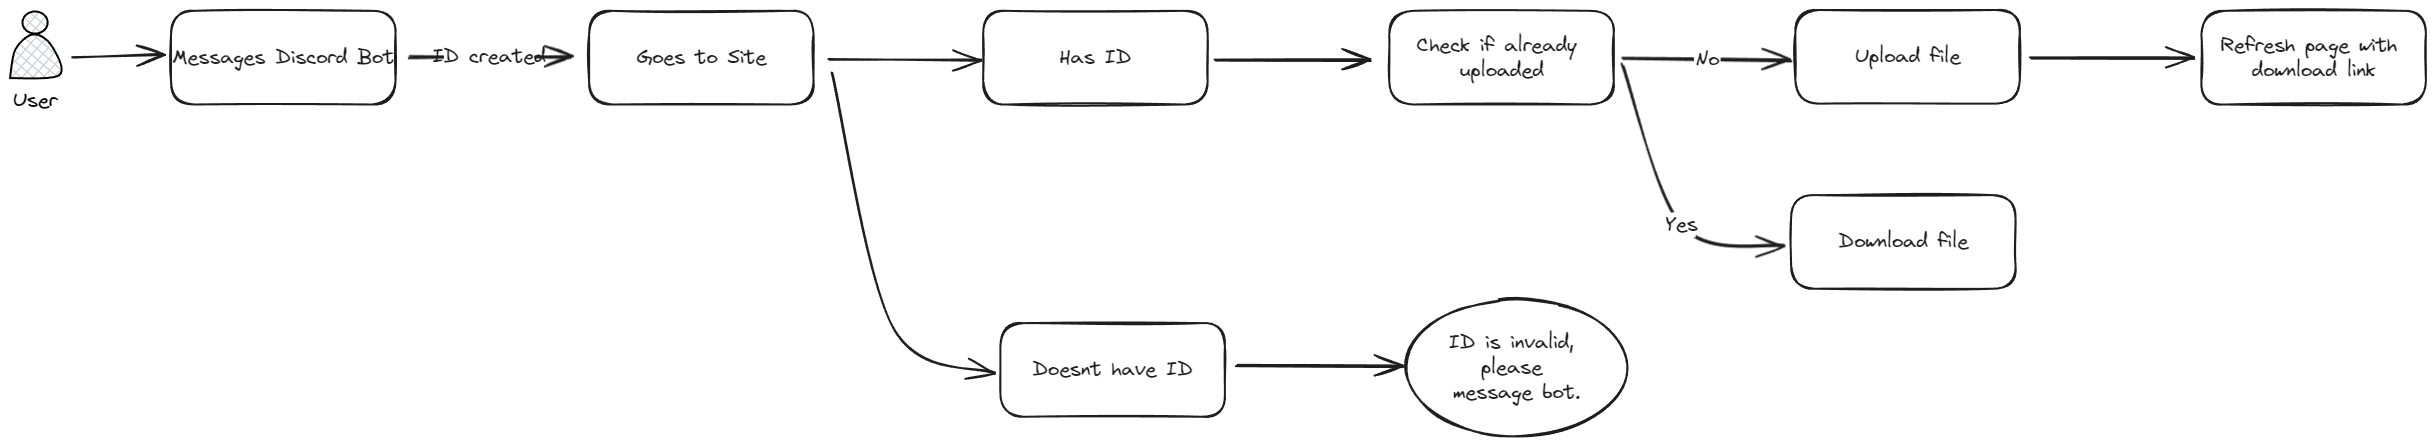 User
Messages Discord Bot
ID created
Goes to Site
Has ID
Check if already
uploaded
No
Upload file
Refresh page with
download link
Yes
Download file
Doesnt have ID
ID is invalid,
please
message bot.